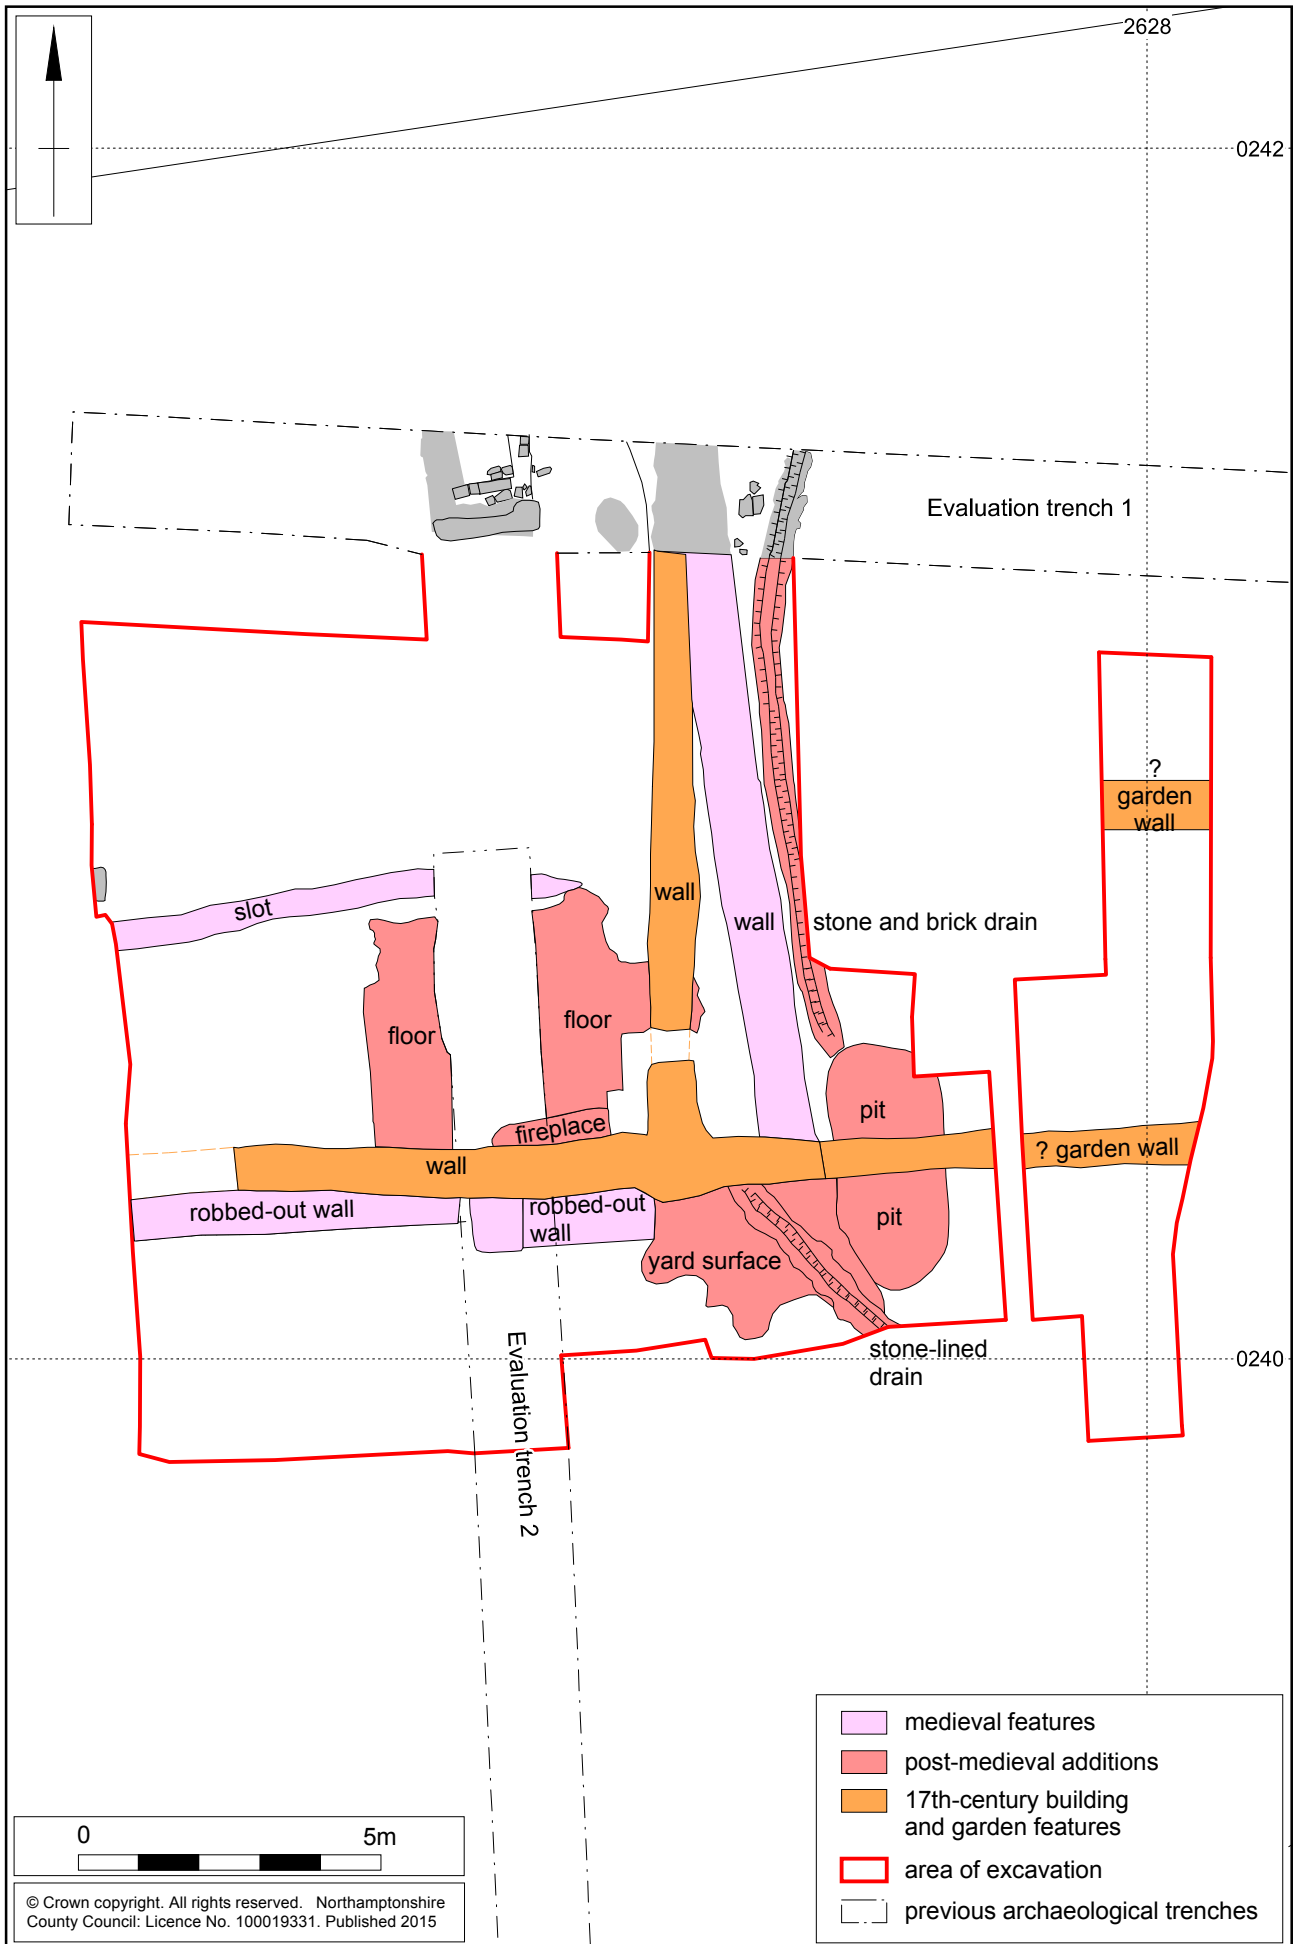 2628
0242
Evaluation trench 1
?
garden
wall
slot
wall
wall
stone and brick drain
floor
floor
pit
fireplace
wall
? garden wall
robbed-out wall
robbed-out
wall
pit
yard surface
stone-lined
drain
0240
Evaluation trench 2
medieval features
post-medieval additions
17th-century building
and garden features
area of excavation
previous archaeological trenches
0 5m
© Crown copyright. All rights reserved. Northamptonshire
County Council: Licence No. 100019331. Published 2015